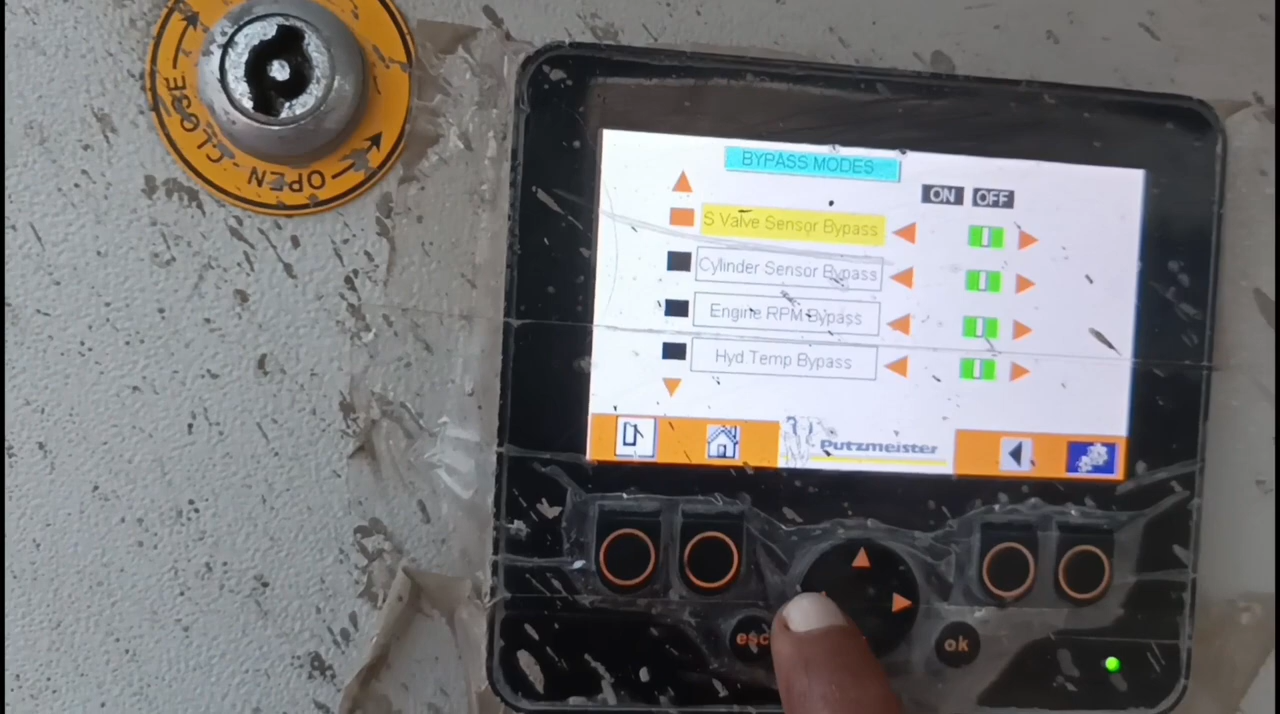 CLOSE - OPEN
BYPASS MODES
ON OFF
S Valve Sensor Bypass
Cylinder Sensor Bypass
Engine RPM Bypass
Hyd Temp Bypass
Putzmeister
esc
ok